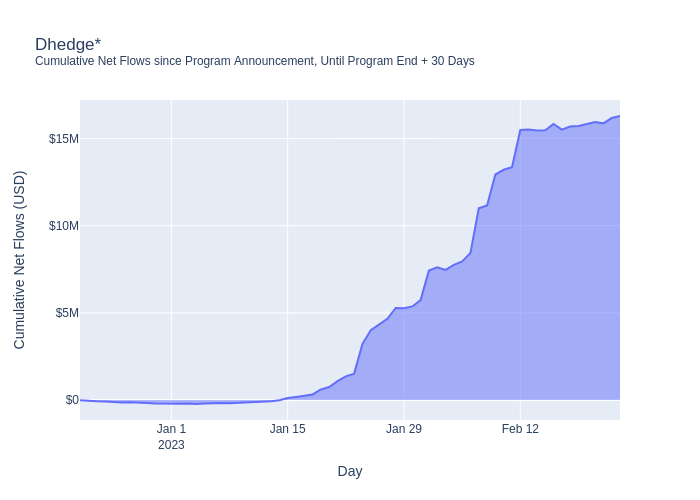 Dhedge*
Cumulative Net Flows since Program Announcement, Until Program End + 30 Days
Cumulative Net Flows (USD)
$15M
$10M
$5M
$0
Jan 1
2023
Jan 15
Jan 29
Feb 12
Day